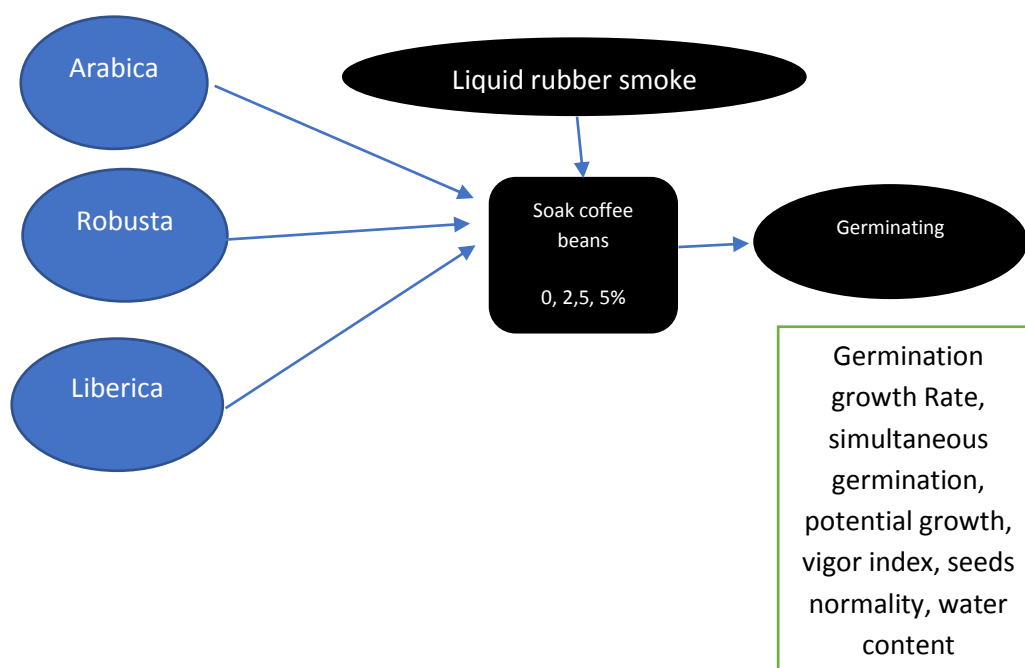 Arabica
Liquid rubber smoke
Robusta
Soak coffee
beans
0, 2,5, 5%
Germinating
Liberica
Germination
growth Rate,
simultaneous
germination,
potential growth,
vigor index, seeds
normality, water
content